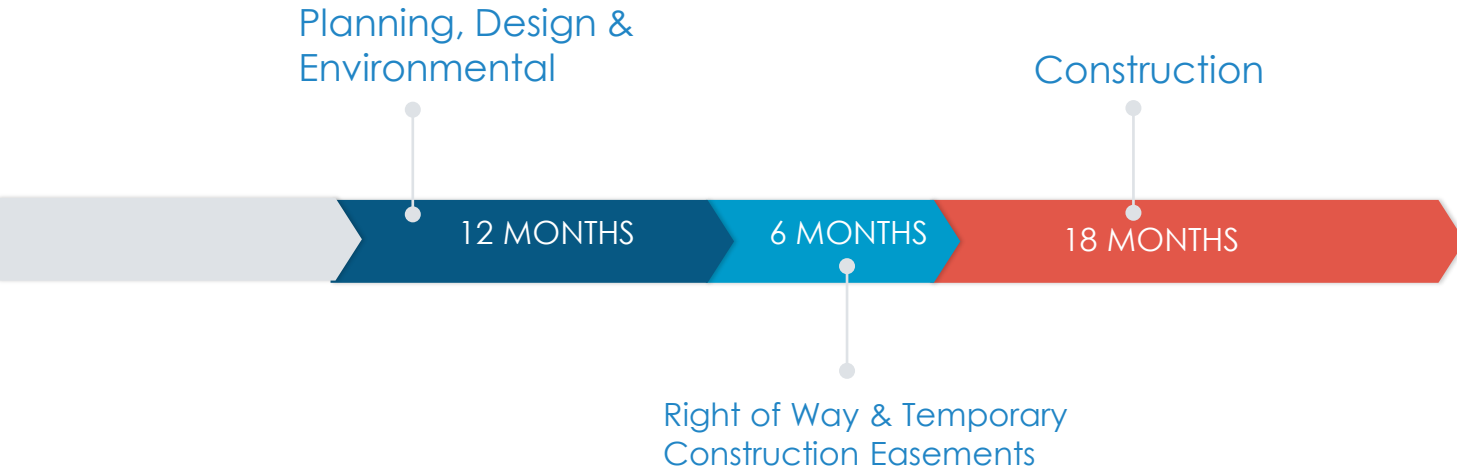 Planning, Design &
Environmental
Construction
12 MONTHS
6 MONTHS
18 MONTHS
Right of Way & Temporary
Construction Easements